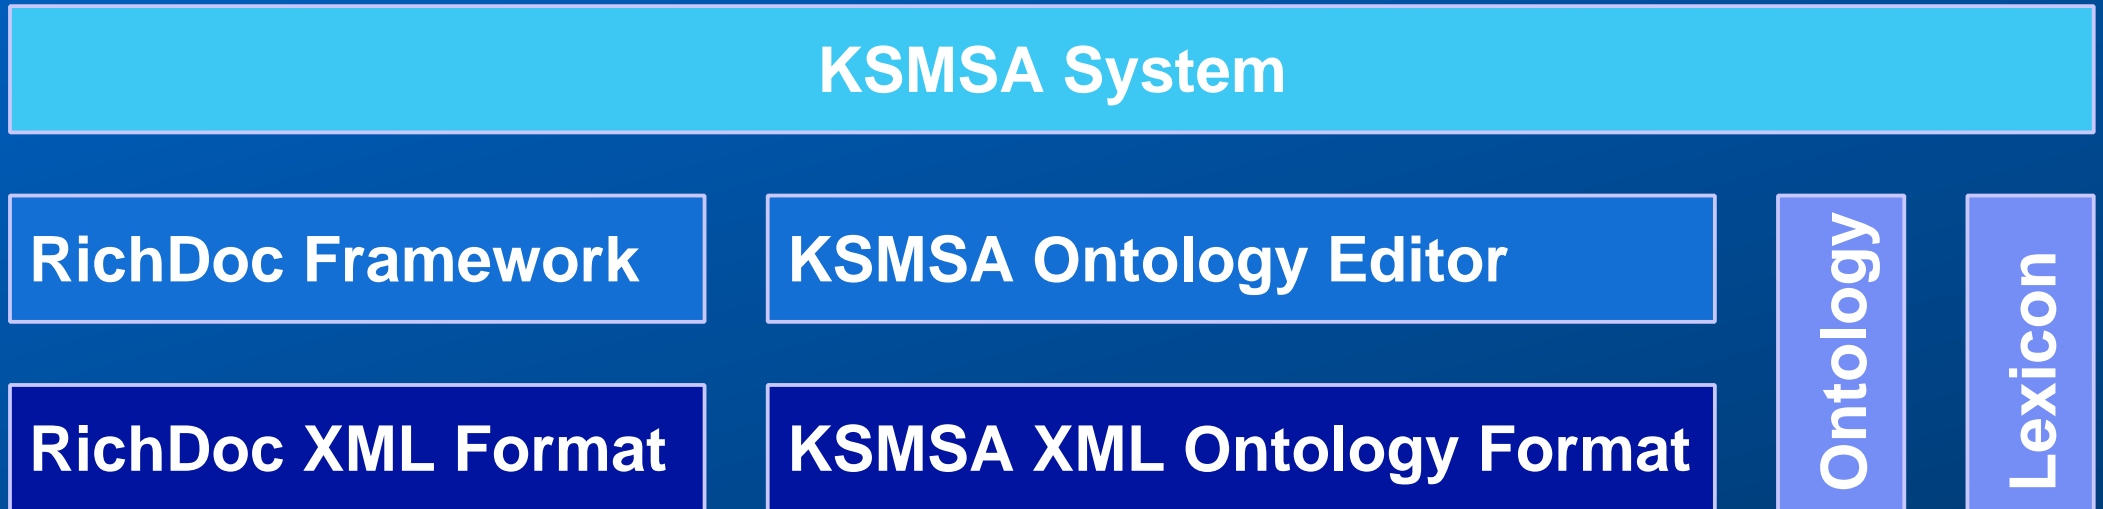 KSMSA System
RichDoc Framework
KSMSA Ontology Editor
Ontology
Lexicon
RichDoc XML Format
KSMSA XML Ontology Format